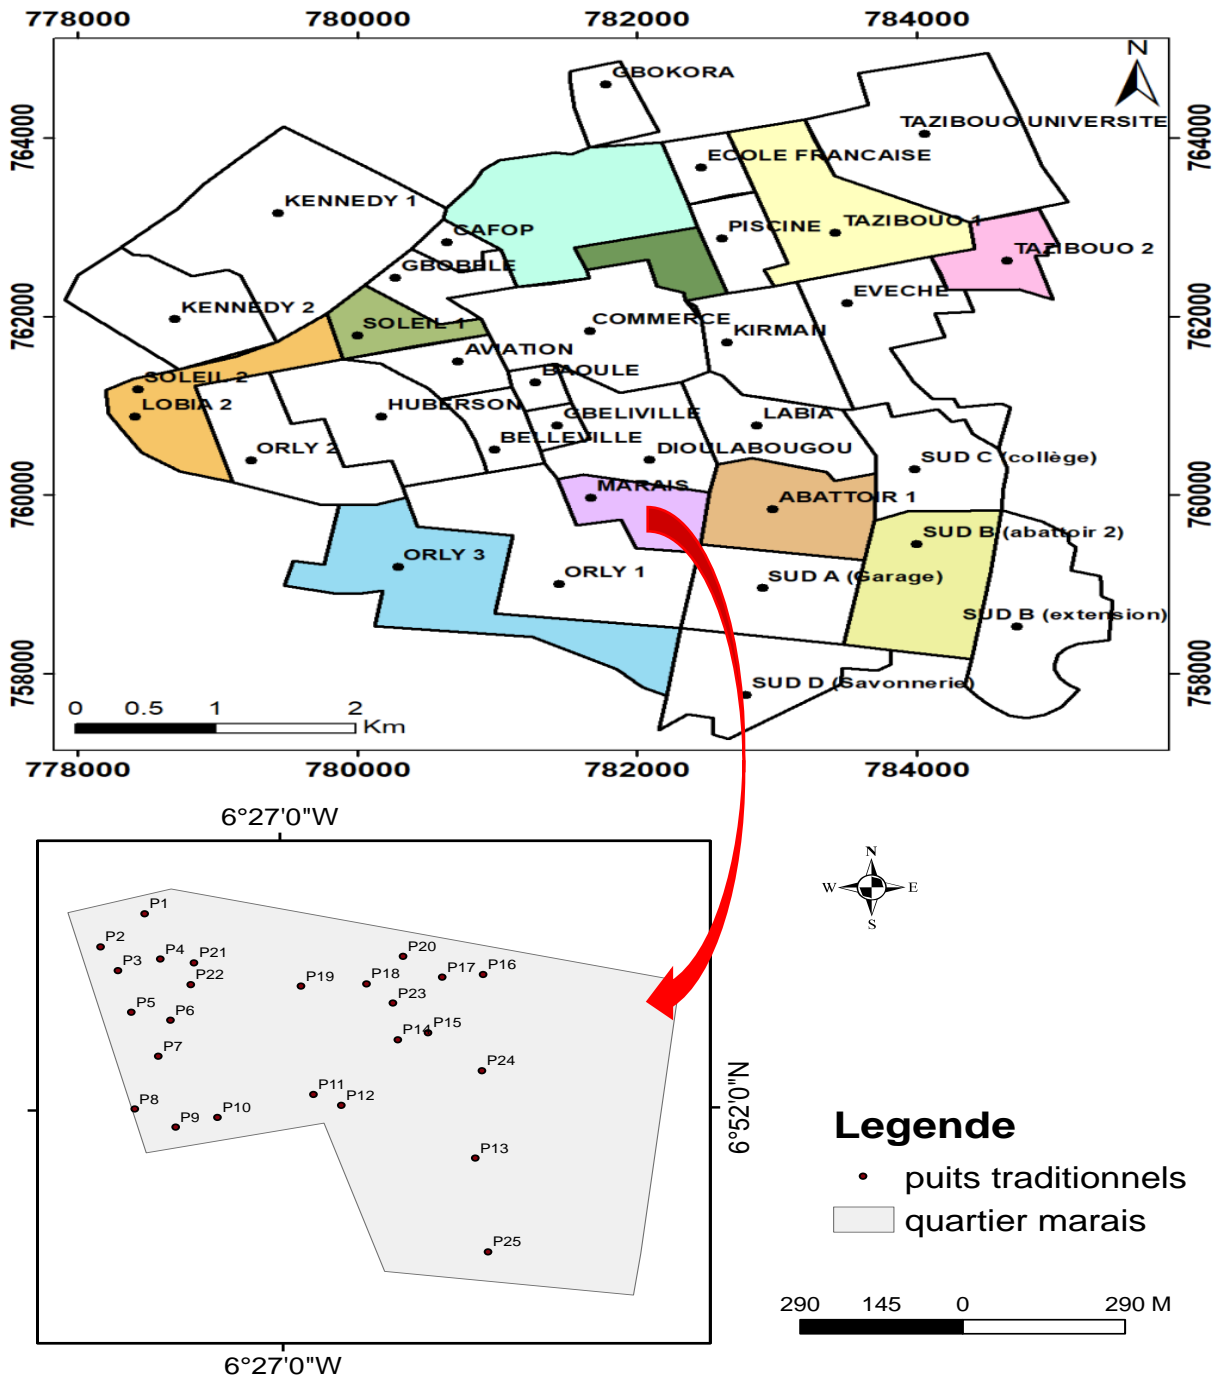 778000 780000 782000 784000
N
GBOKORA
764000 764000
TAZIBOUO UNIVERSITE
ECOLE FRANCAISE
KENNEDY 1
CAFOP
PISCINE
TAZIBOUO 1
TAZIBOUO 2
EVECHE
KENNEDY 2
762000 762000
SOLEIL 1
COMMERCE
KIRMAN
AVIATION
BAOULE
SOLEIL 2
LOBIA 2
HUBERSON
GBELIVILLE
LABIA
BELLEVILLE
ORLY 2
DIOULABOUGOU
SUD C (collège)
760000 760000
MARAIS
ABATTOIR 1
SUD B (abattoir 2)
ORLY 3
ORLY 1
SUD A (Garage)
SUD B (extension)
758000 758000
SUD D (Savonnerie)
0 0.5 1 2
Km
778000 780000 782000 784000
6°27'0"W
N
W E
S
P1
P2
P3
P4
P21
P22
P20
P19
P18
P17
P16
P23
P5
P6
P14
P15
P7
P24
P11
P12
P8
P9
P10
P13
P25
6°52'0"N
6°27'0"W
Legende
puits traditionnels
quartier marais
290 145 0 290 M